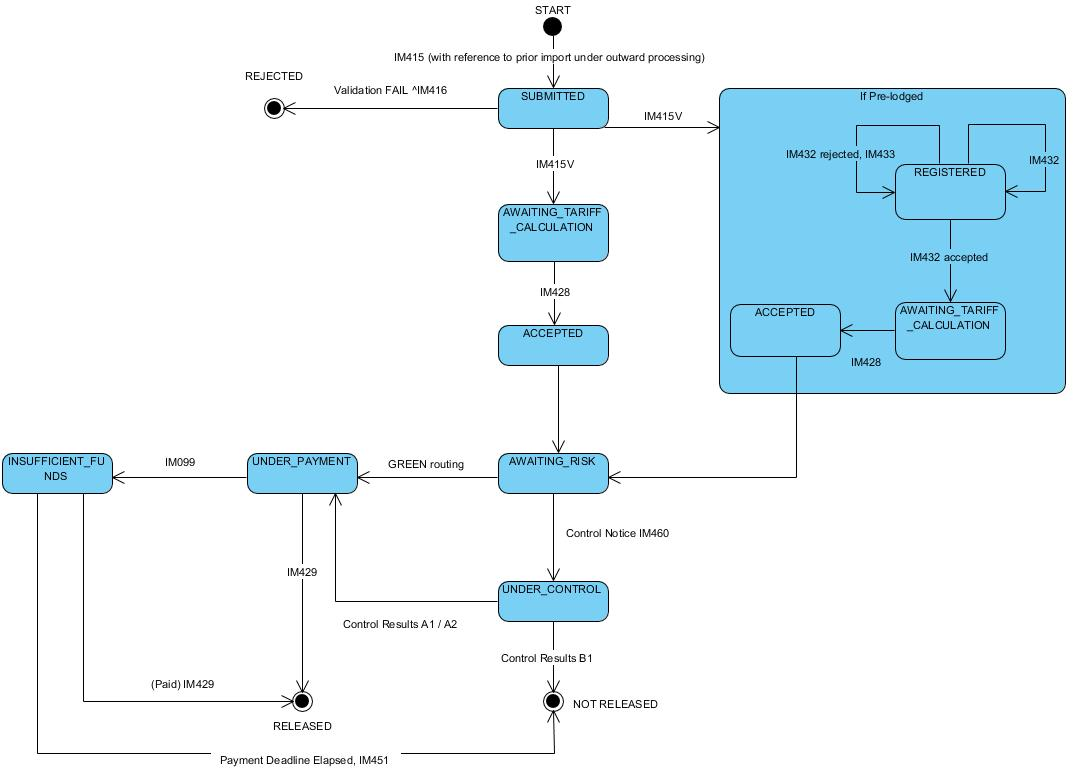 START
IM415 (with reference to prior import under outward processing)
REJECTED
Validation FAIL ^IM416
SUBMITTED
If Pre-lodged
IM415V
IM415V
IM432 rejected, IM433
IM432
REGISTERED
AWAITING_TARIFF
_CALCULATION
IM432 accepted
IM428
ACCEPTED
ACCEPTED
AWAITING_TARIFF
_CALCULATION
IM428
INSUFFICIENT_FU
NDS
IM099
UNDER_PAYMENT
GREEN routing
AWAITING_RISK
Control Notice IM460
IM429
UNDER_CONTROL
Control Results A1 / A2
Control Results B1
(Paid) IM429
RELEASED
NOT RELEASED
Payment Deadline Elapsed, IM451